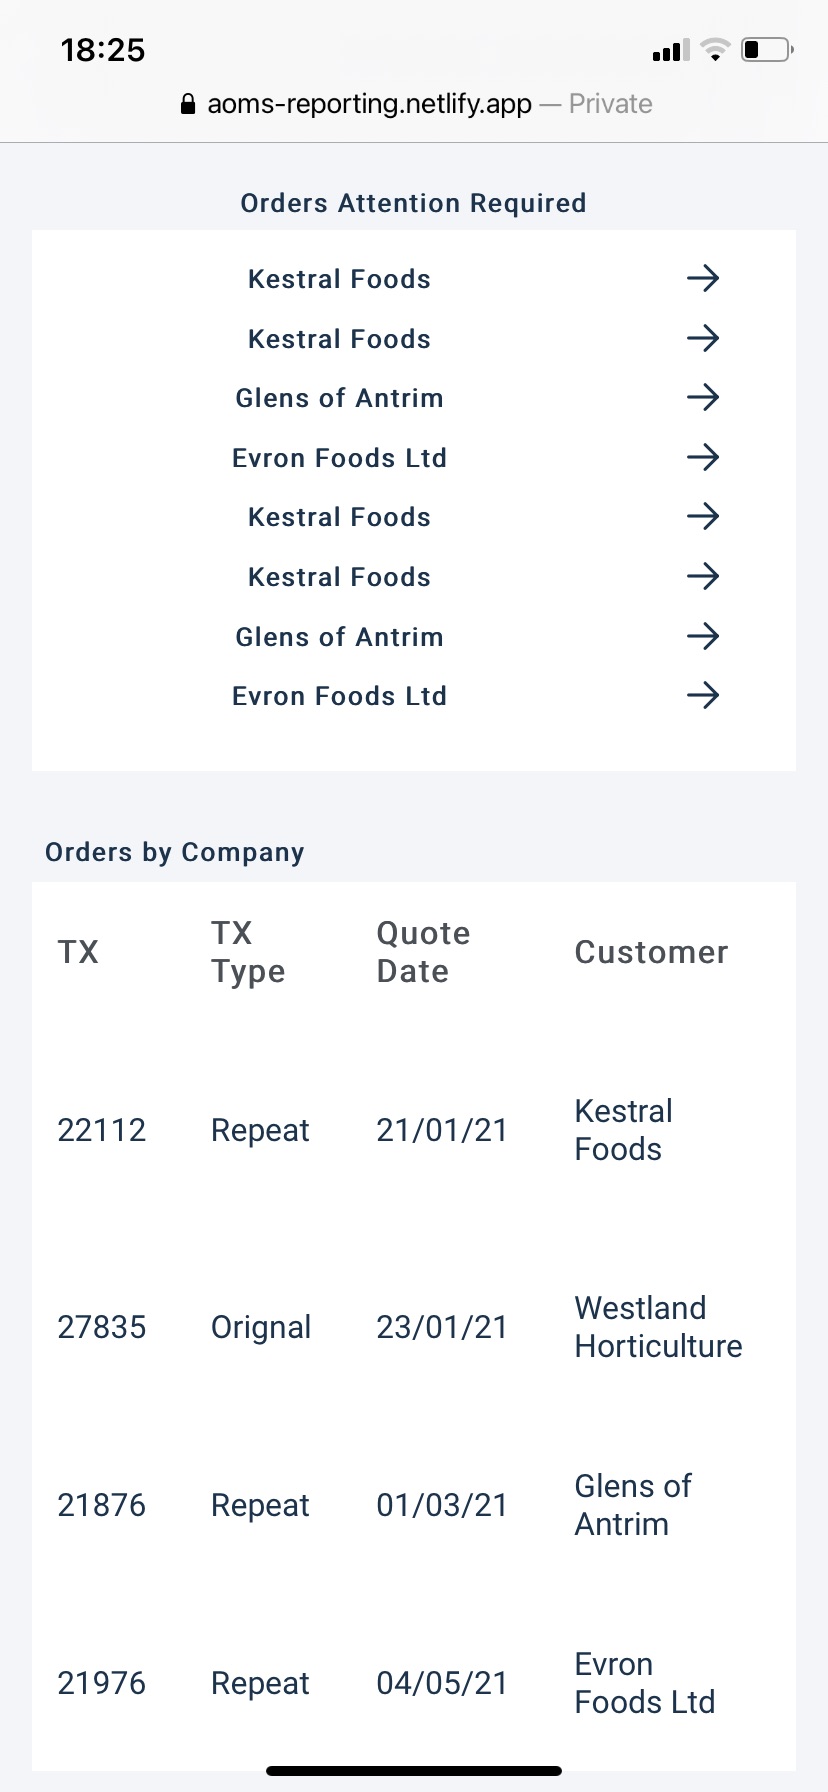 18:25
aoms-reporting.netlify.app — Private
Orders Attention Required
Kestral Foods
Kestral Foods
Glens of Antrim
Evron Foods Ltd
Kestral Foods
Kestral Foods
Glens of Antrim
Evron Foods Ltd
Orders by Company
TX
TX
Type
Quote
Date
Customer
22112
Repeat
21/01/21
Kestral
Foods
27835
Orignal
23/01/21
Westland
Horticulture
21876
Repeat
01/03/21
Glens of
Antrim
21976
Repeat
04/05/21
Evron
Foods Ltd